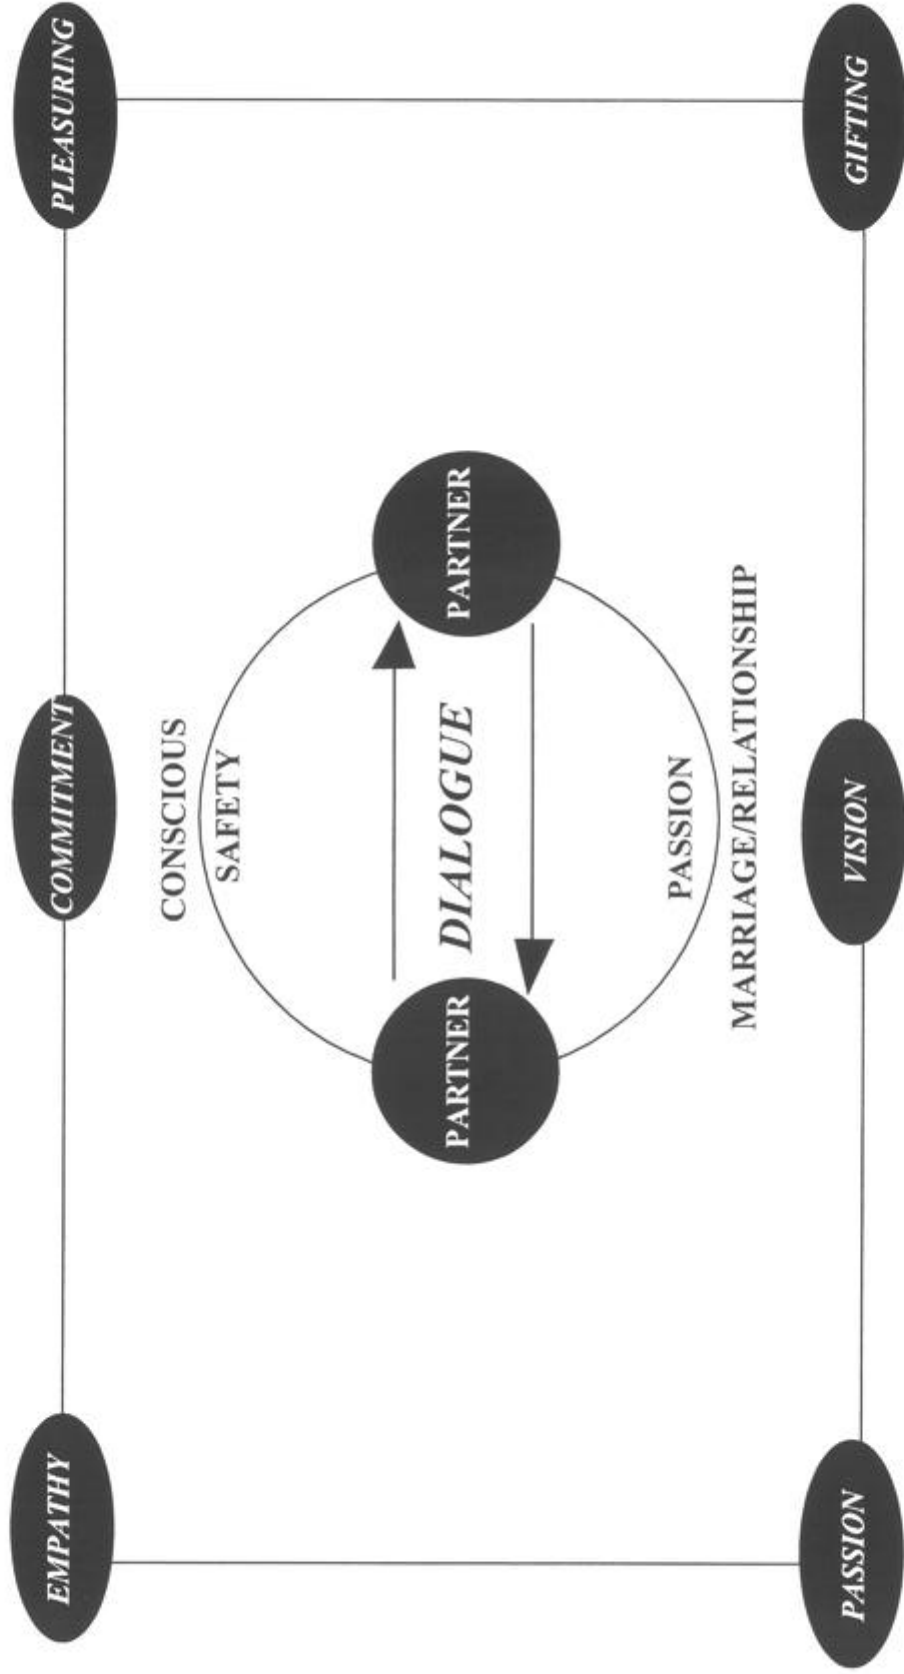 EMPATHY
COMMITMENT
PLEASURING
CONSCIOUS
SAFETY
PARTNER
DIALOGUE
PARTNER
PASSION
MARRIAGE/RELATIONSHIP
PASSION
VISION
GIFTING